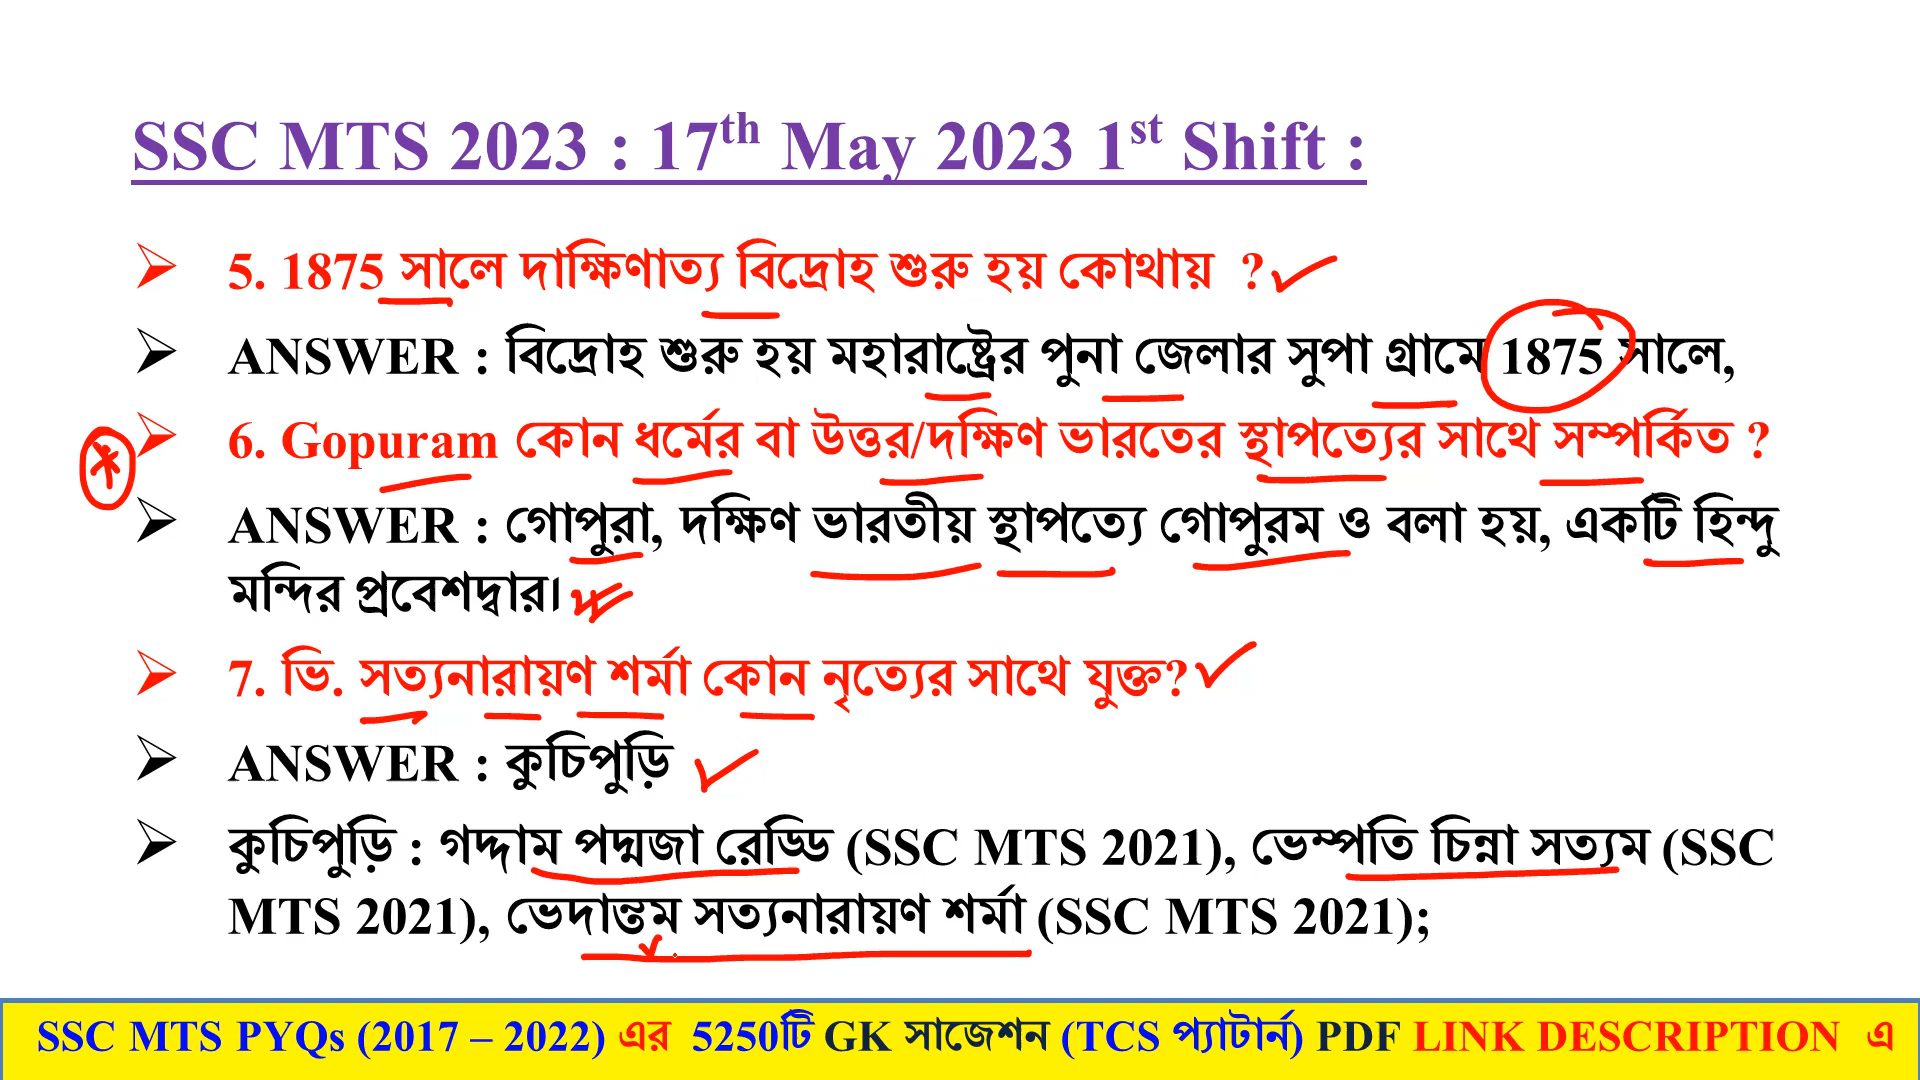 SSC MTS 2023 : 17th May 2023 1st Shift :
5. 1875 সালে দাক্ষিণাত্য বিদ্রোহ শুরু হয় কোথায় ?
ANSWER : বিদ্রোহ শুরু হয় মহারাষ্ট্রের পুনা জেলার সুপা গ্রামে 1875 সালে,
6. Gopuram কোন ধর্মের বা উত্তর/দক্ষিণ ভারতের স্থাপত্যের সাথে সম্পর্কিত ?
ANSWER : গোপুরা, দক্ষিণ ভারতীয় স্থাপত্যে গোপুরম ও বলা হয়, একটি হিন্দু
মন্দির প্রবেশদ্বার।
7. ভি. সত্যনারায়ণ শর্মা কোন নৃত্যের সাথে যুক্ত?
ANSWER : কুচিপুড়ি
কুচিপুড়ি : গদ্দাম পদ্মজা রেড্ডি (SSC MTS 2021), ভেম্পতি চিন্না সত্যম (SSC
MTS 2021), ভেদান্তম সত্যনারায়ণ শর্মা (SSC MTS 2021);
SSC MTS PYQs (2017 – 2022) এর 5250টি GK সাজেশন (TCS প্যাটার্ন) PDF LINK DESCRIPTION এ